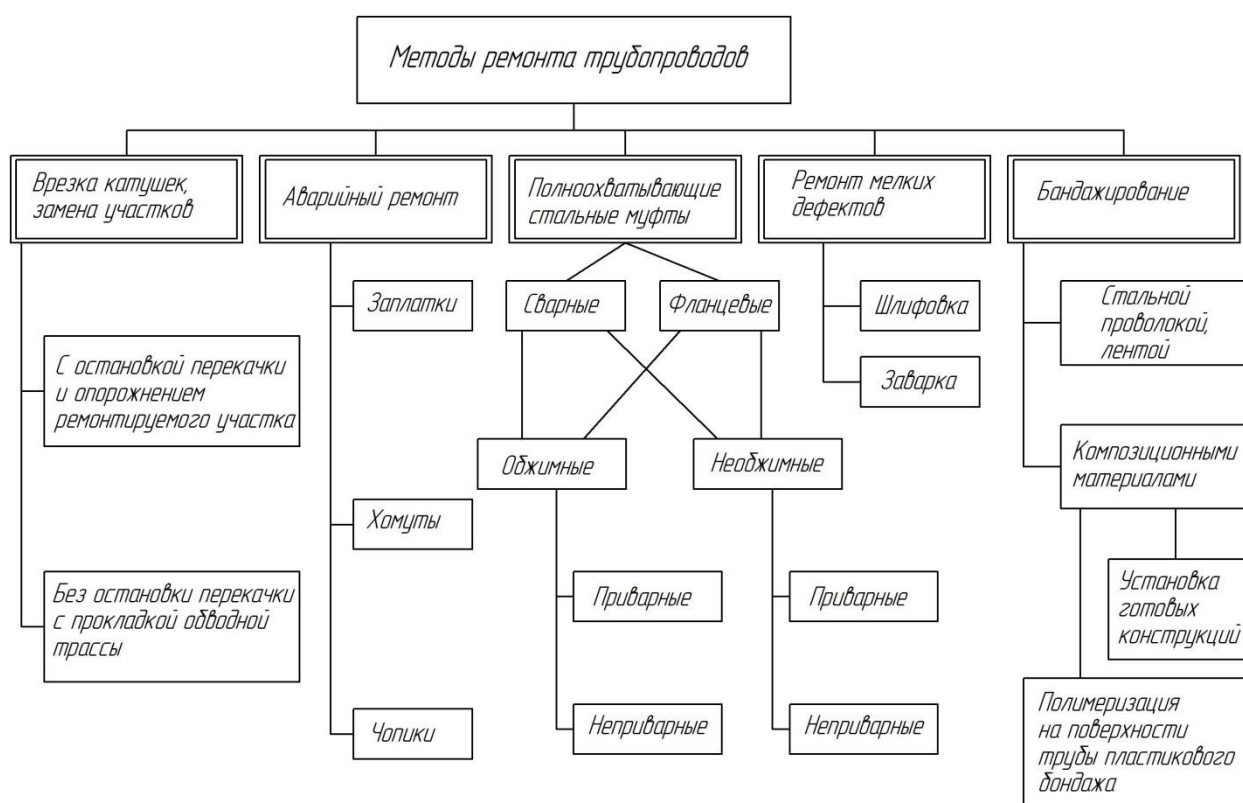 Методы ремонта трубопроводов
Врезка катушек,
замена участков
Аварийный ремонт
Полноохватывающие
стальные муфты
Ремонт мелких
дефектов
Бандажирование
С остановкой перекачки
и опорожнением
ремонтируемого участка
Без остановки перекачки
с прокладкой обводной
трассы
Заплатки
Хомуты
Чопики
Сварные
Фланцевые
Обжимные
Необжимные
Приварные
Неприварные
Приварные
Неприварные
Шлифовка
Заварка
Стальной
проволокой,
лентой
Композиционными
материалами
Установка
готовых
конструкций
Полимеризация
на поверхности
трубы пластикового
бондажа